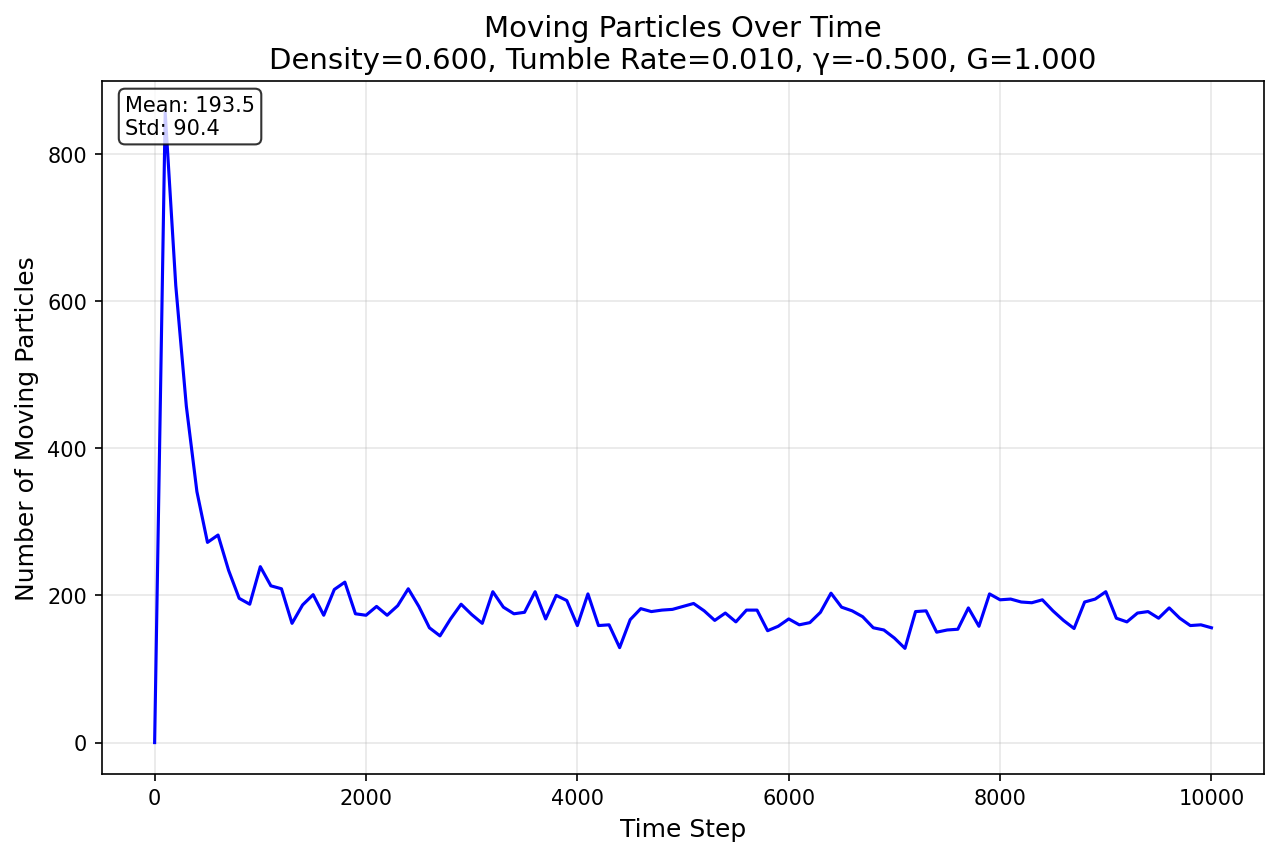 Moving Particles Over Time
Density=0.600, Tumble Rate=0.010, γ=-0.500, G=1.000
Mean: 193.5
Std: 90.4
Number of Moving Particles
800
600
400
200
0
0 2000 4000 6000 8000 10000
Time Step